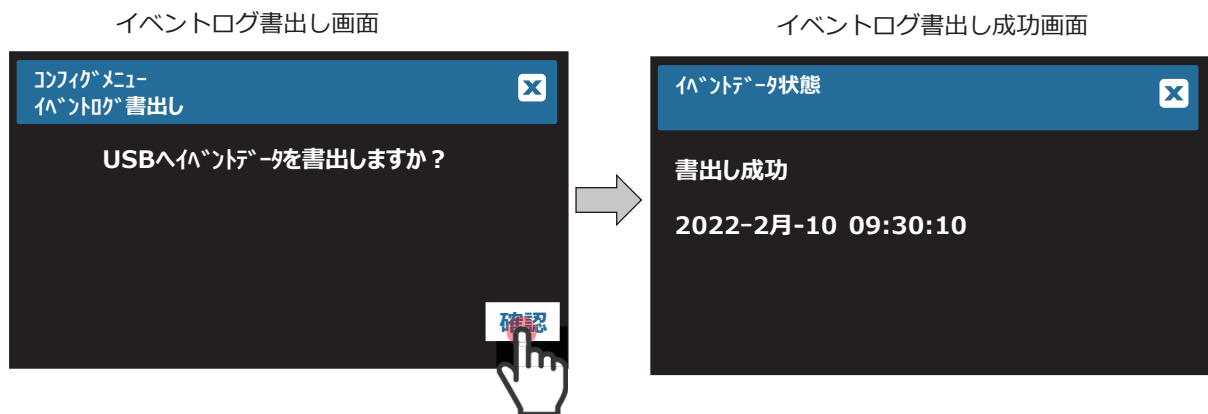 イベントログ書出し画面
コンフィグメニュー
イベントログ書出し
USBへイベントデータを書出しますか？
確認
イベントログ書出し成功画面
イベントデータ状態
書出し成功
2022-2月-10 09:30:10